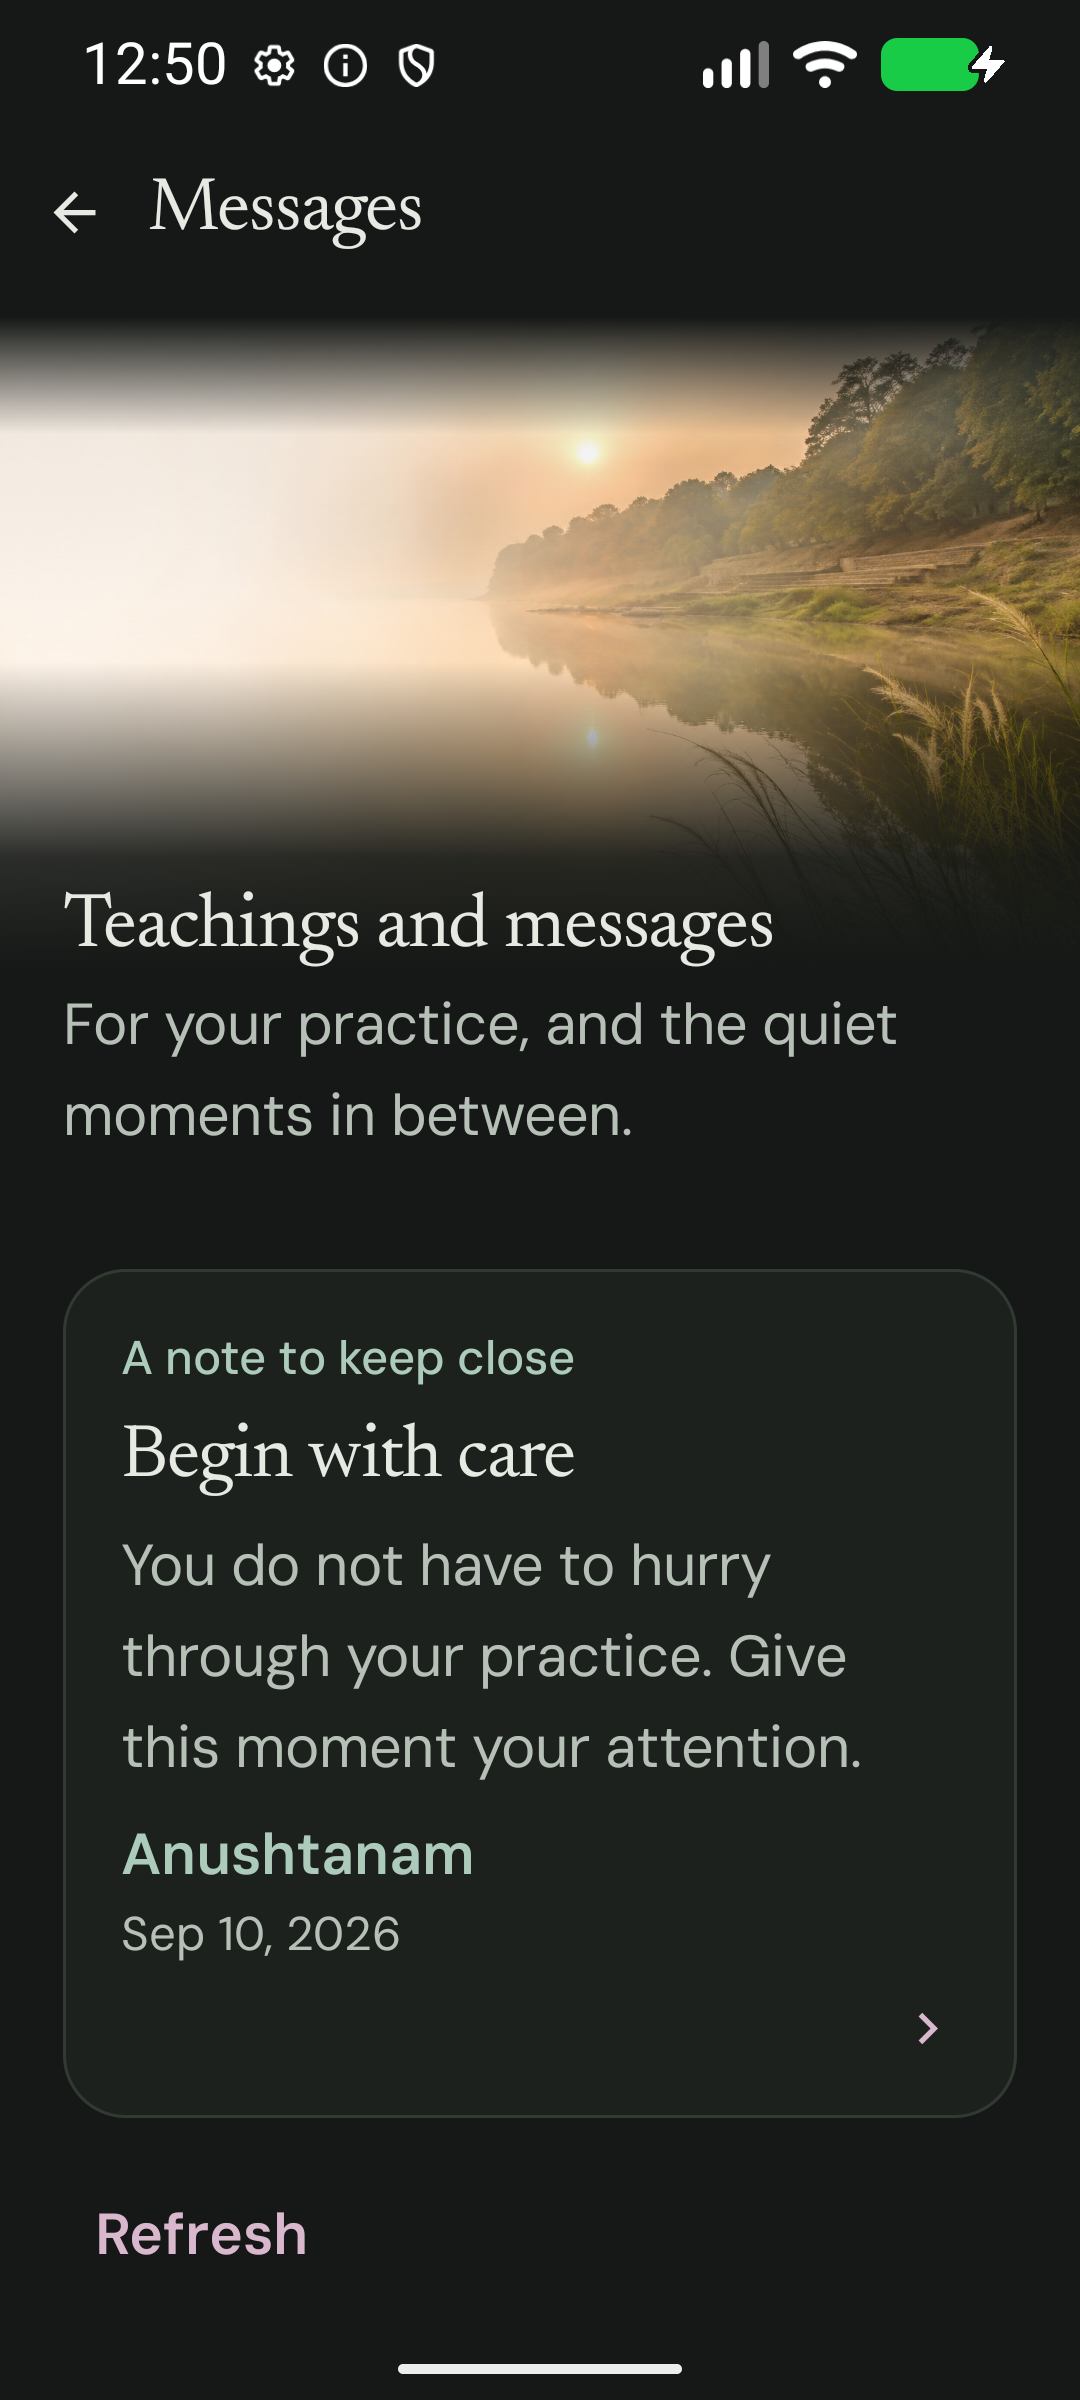 12:50
Messages
Teachings and messages
For your practice, and the quiet
moments in between.
A note to keep close
Begin with care
You do not have to hurry
through your practice. Give
this moment your attention.
Anushtanam
Sep 10, 2026
Refresh